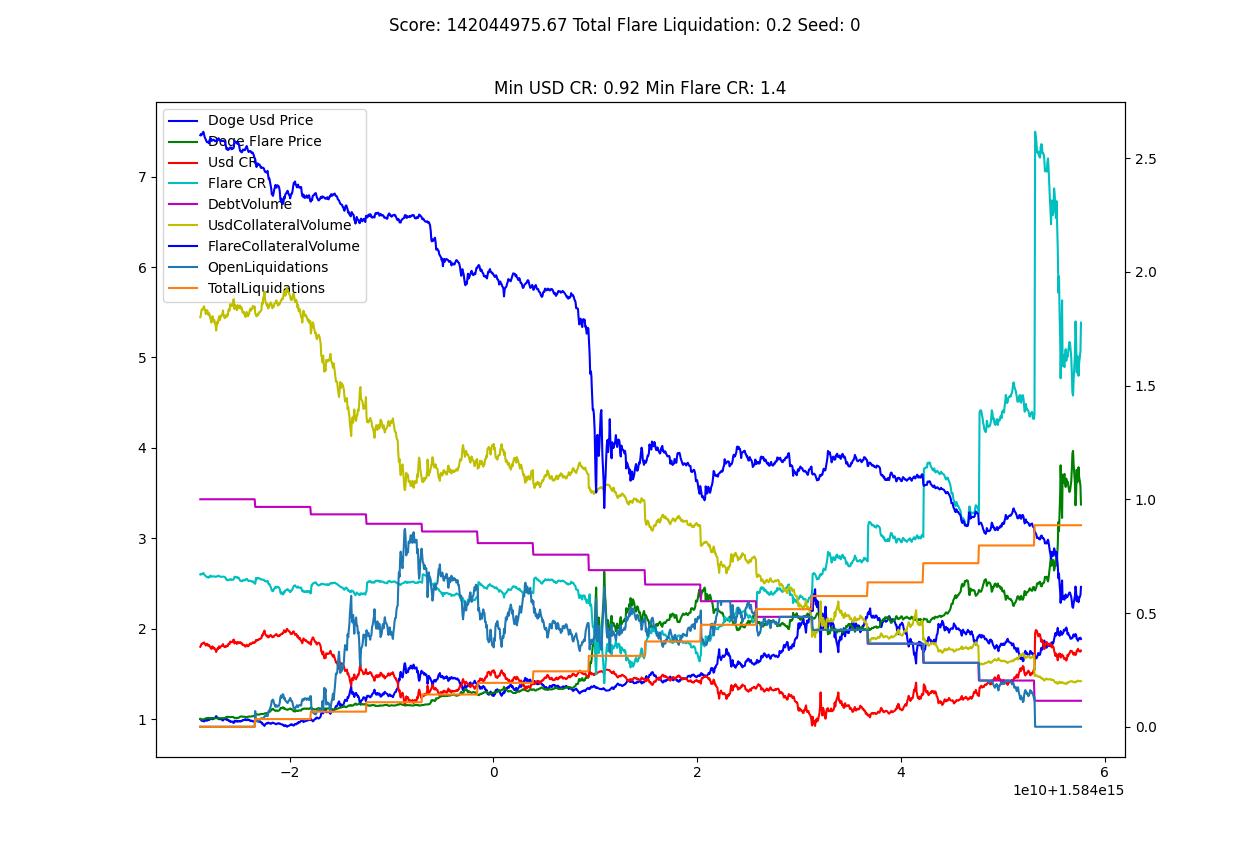 Score: 142044975.67 Total Flare Liquidation: 0.2 Seed: 0
Min USD CR: 0.92 Min Flare CR: 1.4
Doge Usd Price
Doge Flare Price
Usd CR
Flare CR
DebtVolume
UsdCollateralVolume
FlareCollateralVolume
OpenLiquidations
TotalLiquidations
7
6
5
4
3
2
1
2.5
2.0
1.5
1.0
0.5
0.0
−2
0
2
4
6
1e10+1.584e15